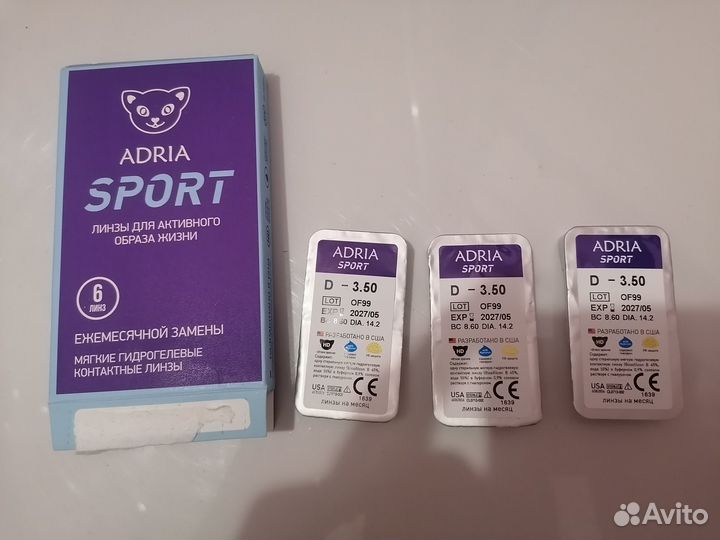 ADRIA
SPORT
ЛИНЗЫ ДЛЯ АКТИВНОГО
ОБРАЗА ЖИЗНИ
6
ЛИНЗ
ЕЖЕМЕСЯЧНОЙ ЗАМЕНЫ
МЯГКИЕ ГИДРОГЕЛЕВЫЕ
КОНТАКТНЫЕ ЛИНЗЫ
ADRIA
SPORT
D - 3.50
LOT OF99
EXP 2027/05
BC 8.60 DIA. 14.2
РАЗРАБОТАНО В США
HD
USA
CE
1639
ЛИНЗЫ НА МЕСЯЦ
ADRIA
SPORT
D - 3.50
LOT OF99
EXP 2027/05
BC 8.60 DIA. 14.2
РАЗРАБОТАНО В США
HD
USA
CE
1639
ЛИНЗЫ НА МЕСЯЦ
ADRIA
SPORT
D - 3.50
LOT OF99
EXP 2027/05
BC 8.60 DIA. 14.2
РАЗРАБОТАНО В США
HD
USA
CE
1639
ЛИНЗЫ НА МЕСЯЦ
Avito